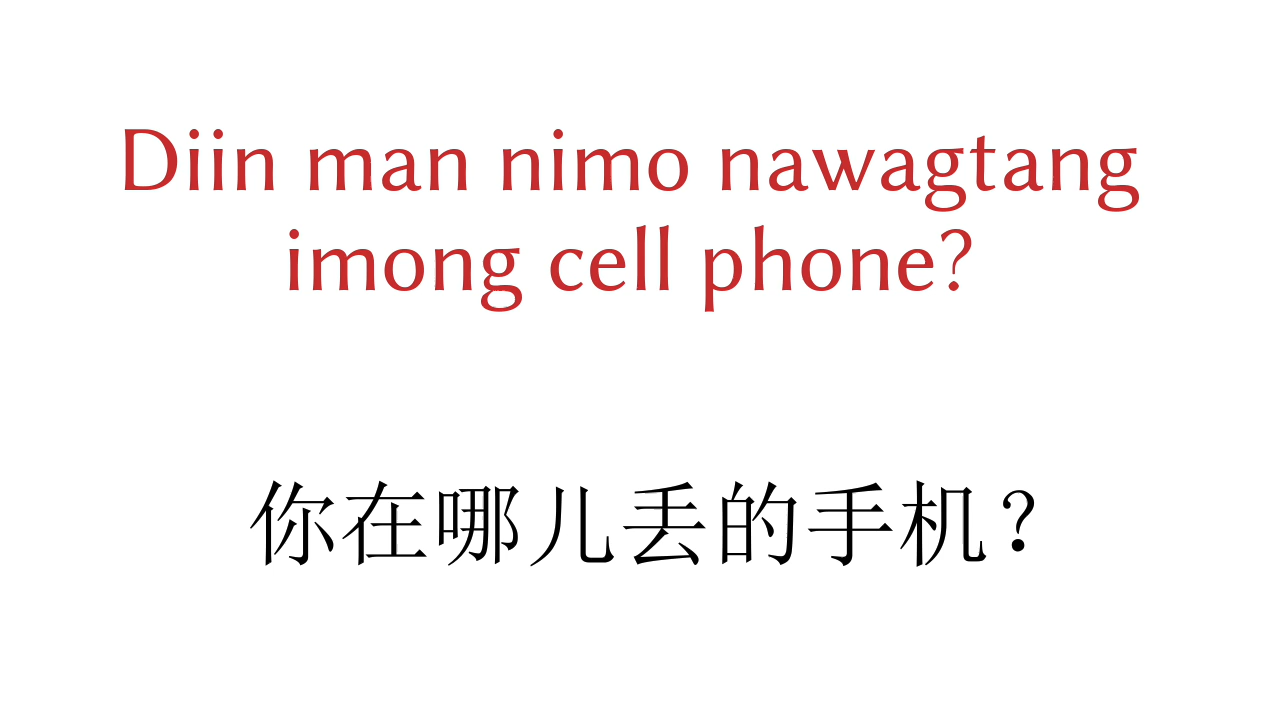 Diin man nimo nawagtang
imong cell phone?
你在哪儿丢的手机？